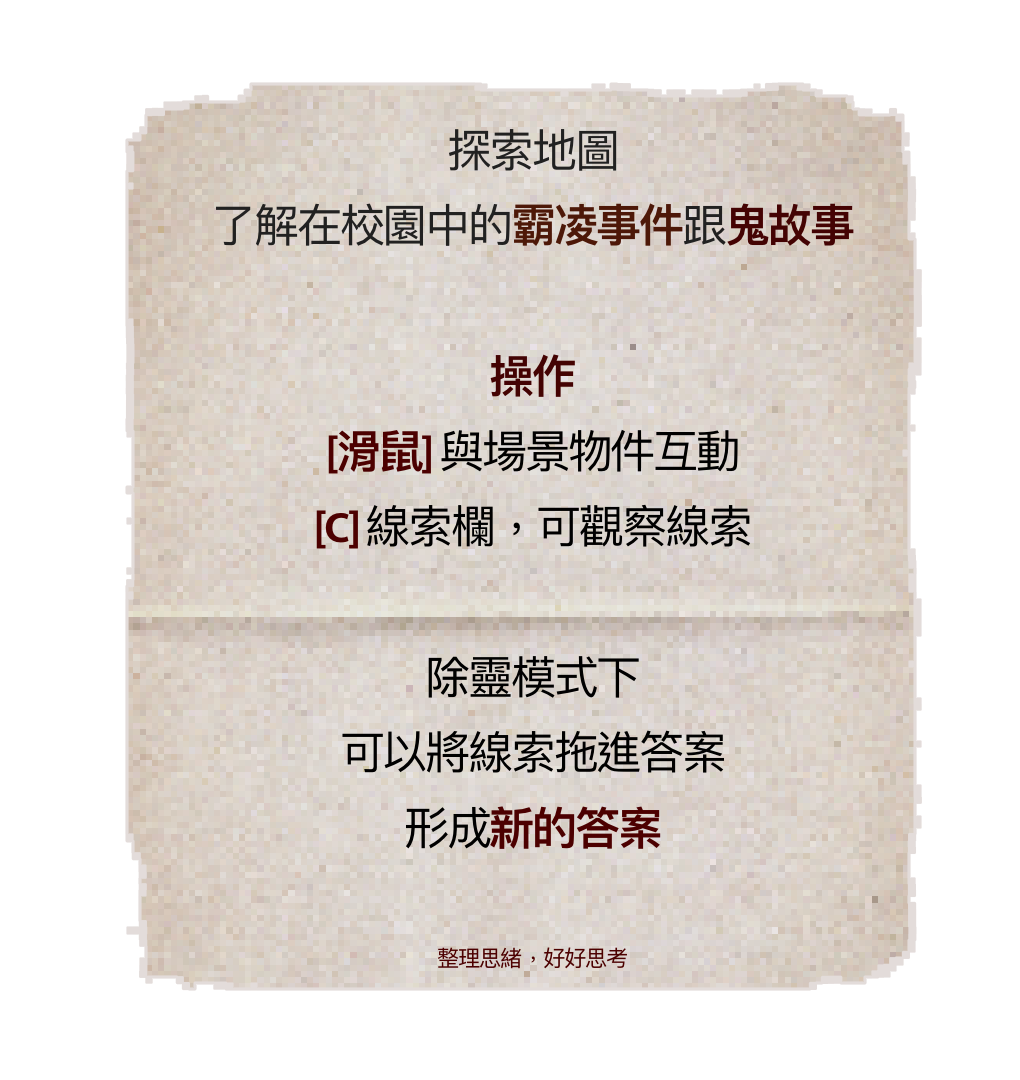 探索地圖
了解在校園中的霸凌事件跟鬼故事
操作
[滑鼠] 與場景物件互動
[C] 線索欄，可觀察線索
除靈模式下
可以將線索拖進答案
形成新的答案
整理思緒，好好思考